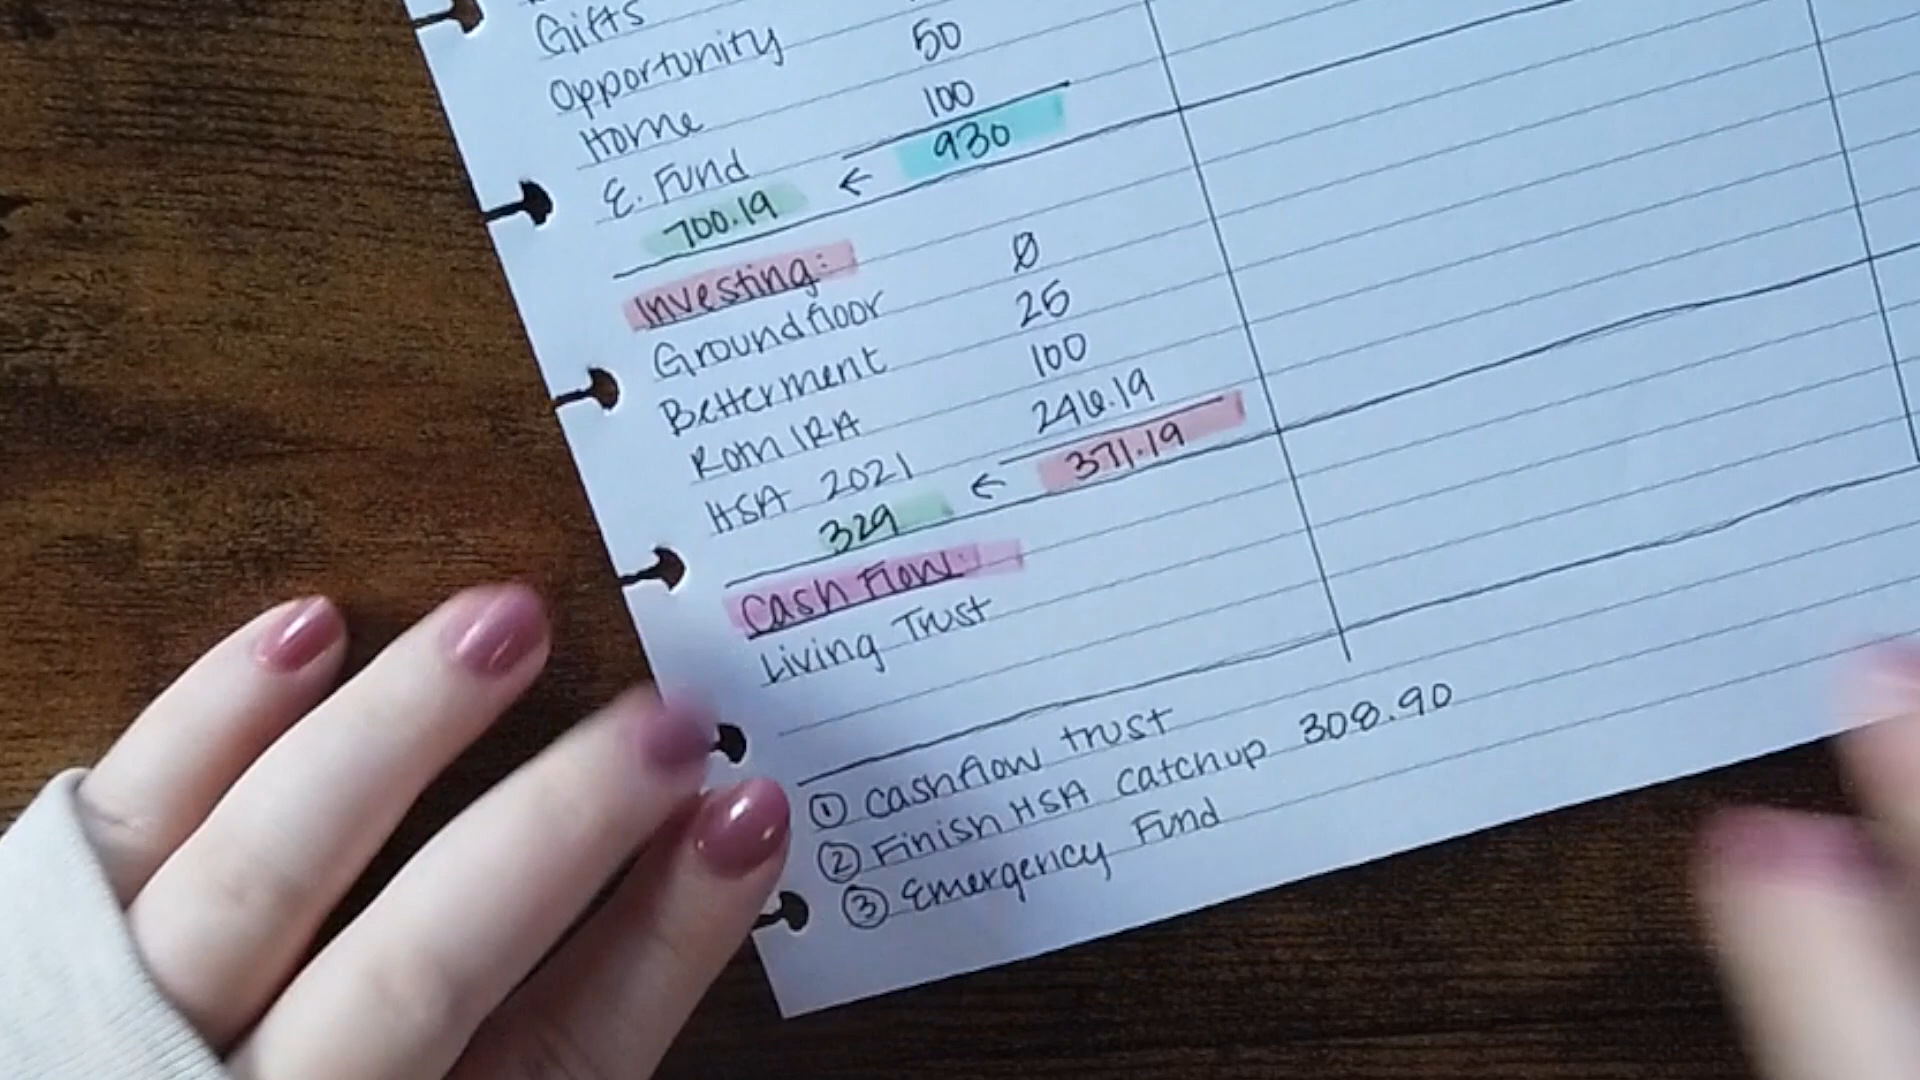 Gifts
Opportunity
Home 50
E. Fund 100
700.19 ← 930
Investing:
Groundfloor Ø
Betterment 25
Roth IRA 100
HSA 2021 246.19
329 ← 371.19
Cash Flow:
Living Trust
① cashflow trust
② Finish HSA catchup 308.90
③ Emergency Fund